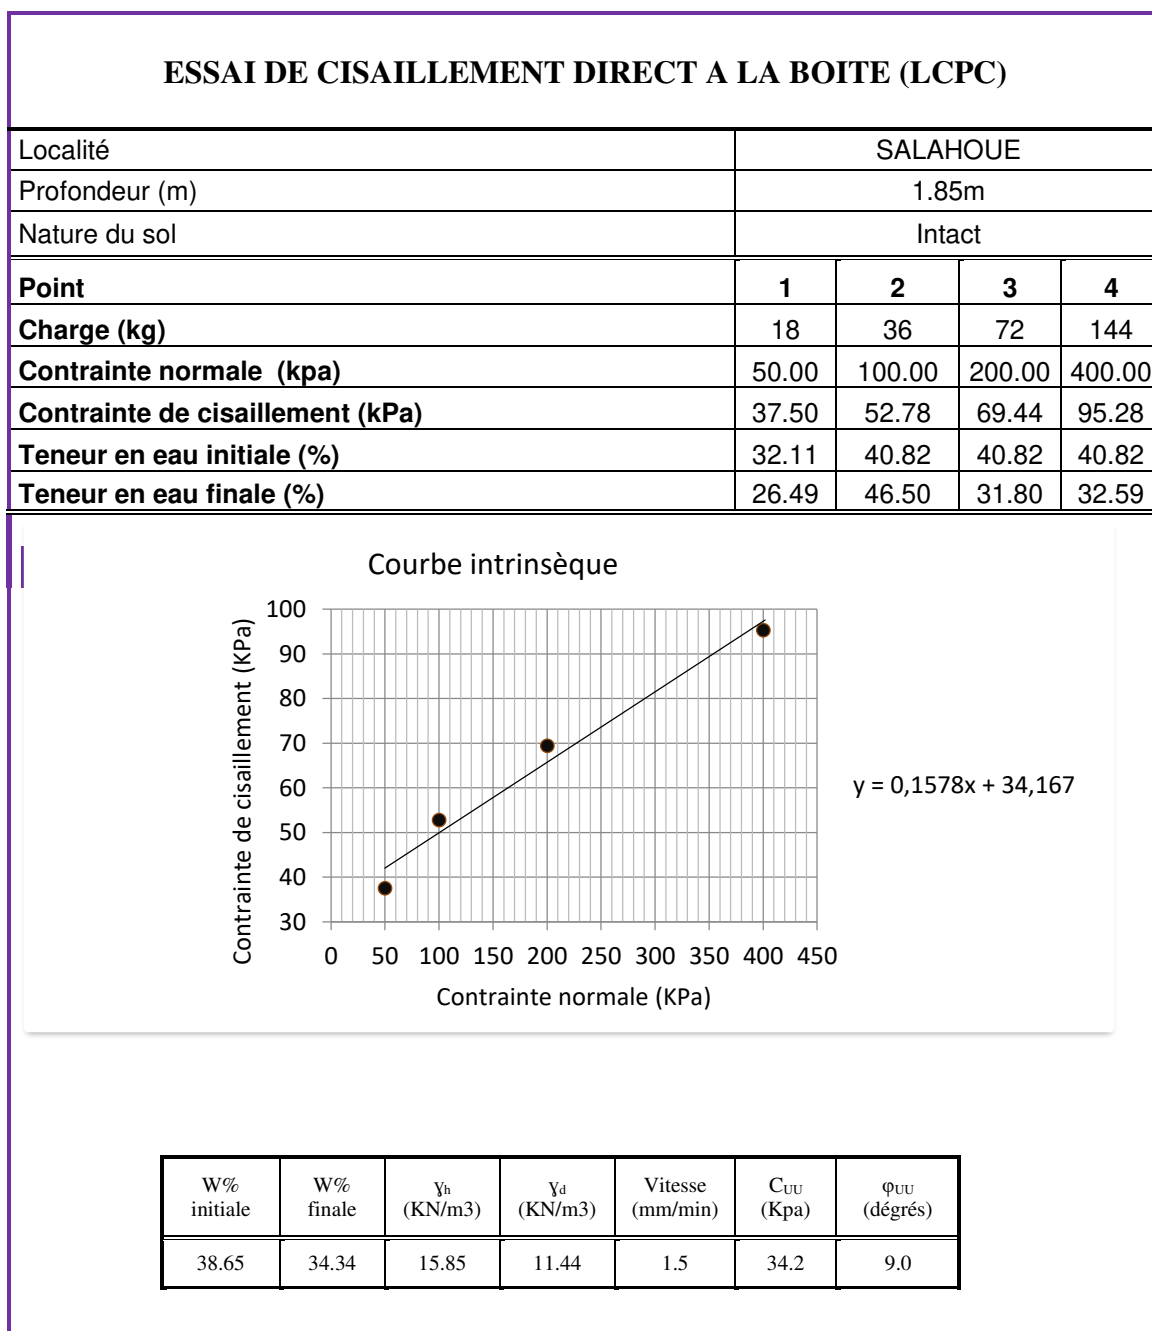 ESSAI DE CISAILLEMENT DIRECT A LA BOITE (LCPC)
Localité SALAHOUE
Profondeur (m) 1.85m
Nature du sol Intact
Point 1 2 3 4
Charge (kg) 18 36 72 144
Contrainte normale (kpa) 50.00 100.00 200.00 400.00
Contrainte de cisaillement (kPa) 37.50 52.78 69.44 95.28
Teneur en eau initiale (%) 32.11 40.82 40.82 40.82
Teneur en eau finale (%) 26.49 46.50 31.80 32.59
Courbe intrinsèque
Contrainte de cisaillement (KPa)
100
90
80
70
60
50
40
30
0 50 100 150 200 250 300 350 400 450
Contrainte normale (KPa)
y = 0,1578x + 34,167
W% W% ɣh ɣd Vitesse CUU φUU
initiale finale (KN/m3) (KN/m3) (mm/min) (Kpa) (dégrés)
38.65 34.34 15.85 11.44 1.5 34.2 9.0